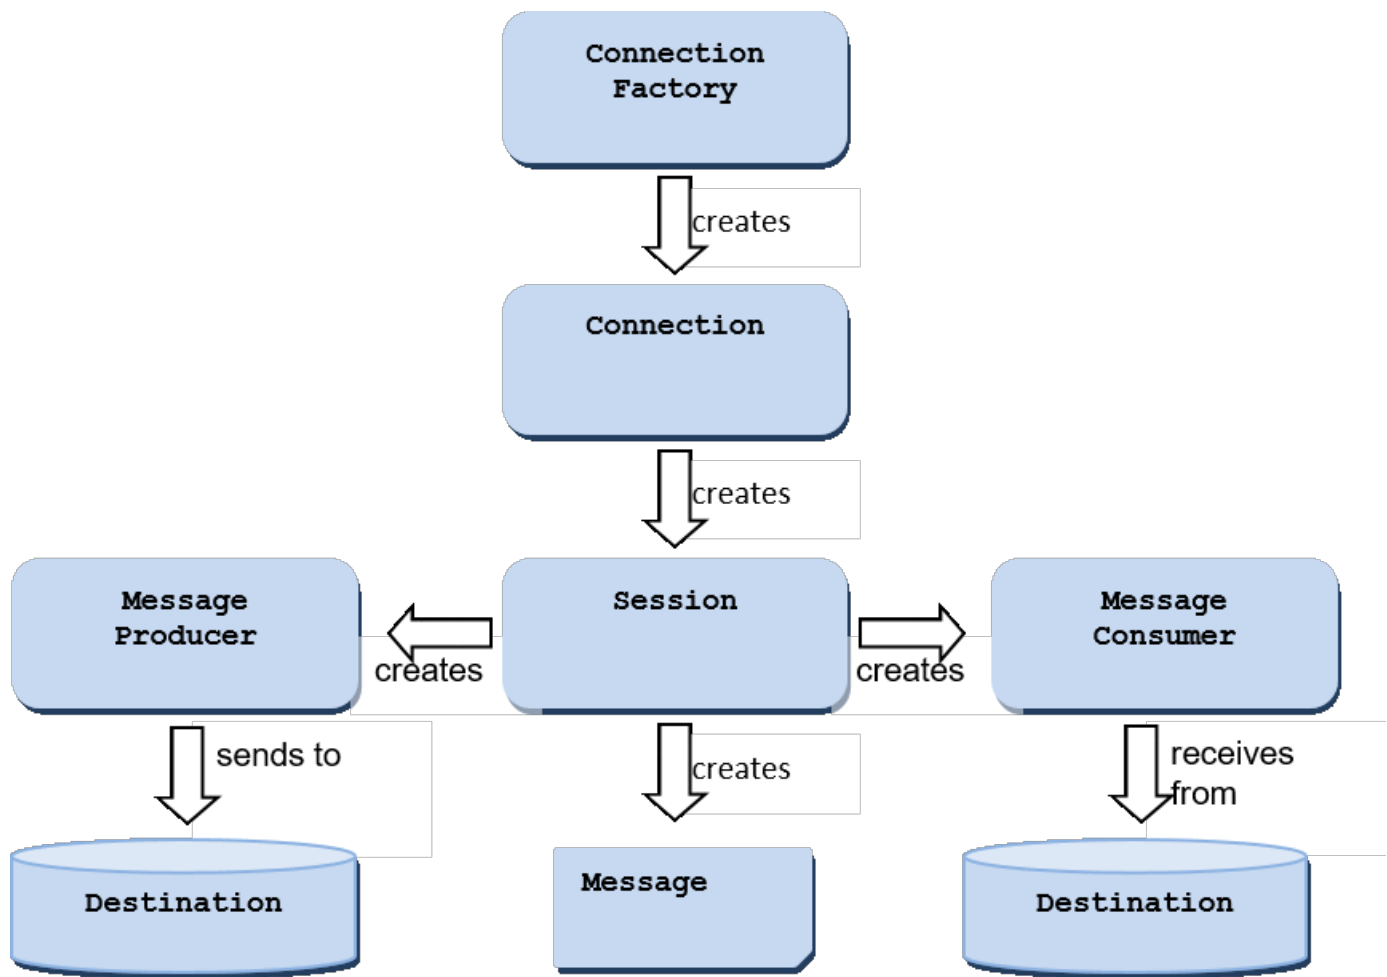 Connection
Factory
creates
Connection
creates
Message
Producer
creates
Session
creates
Message
Consumer
sends to
creates
receives
from
Destination
Message
Destination